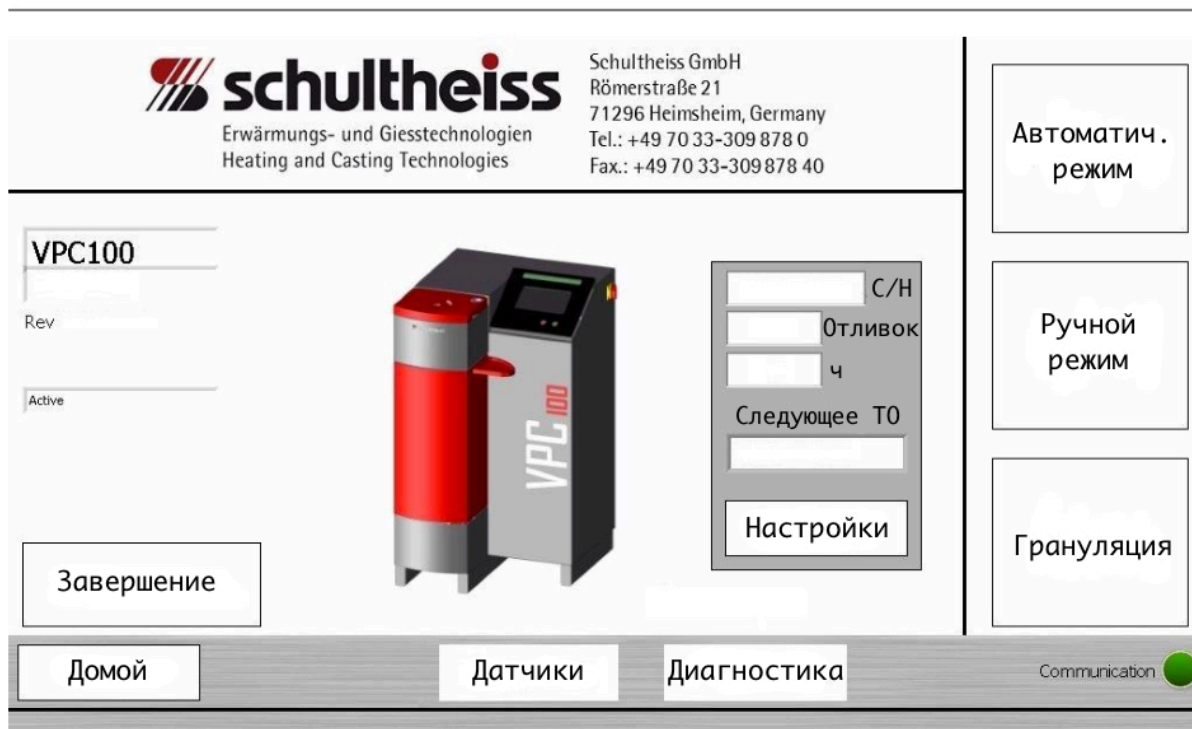 schultheiss
Erwärmungs- und Giesstechnologien
Heating and Casting Technologies
Schultheiss GmbH
Römerstraße 21
71296 Heimsheim, Germany
Tel.: +49 70 33-309 878 0
Fax.: +49 70 33-309 878 40
Автоматич.
режим
VPC100
Rev
Active
VPC 100
С/Н
Отливок
ч
Следующее ТО
Настройки
Ручной
режим
Грануляция
Завершение
Домой
Датчики
Диагностика
Communication